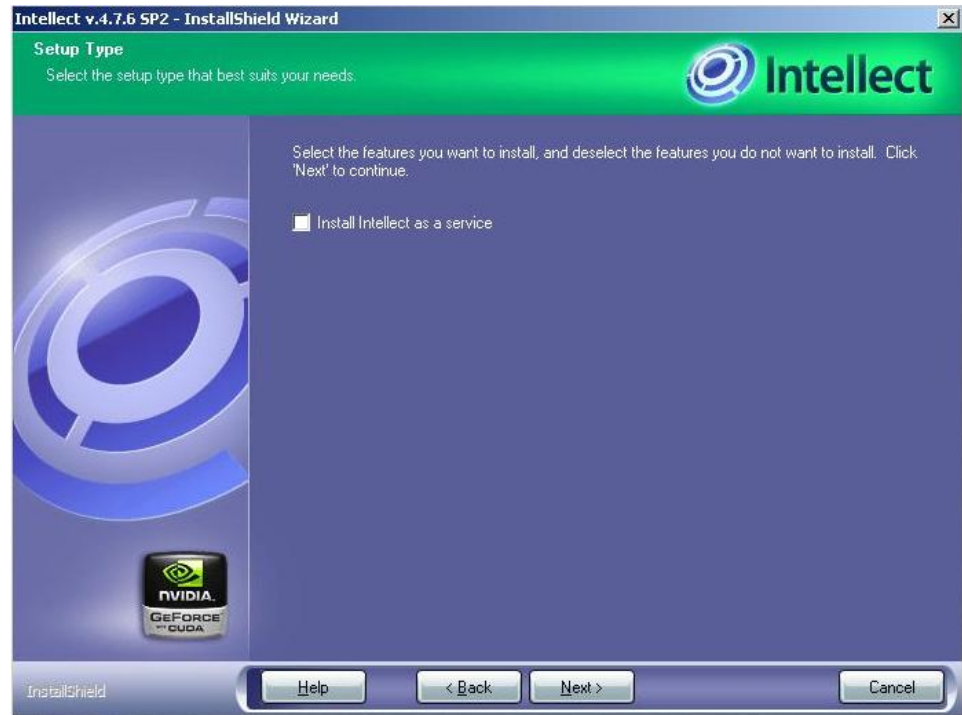 Intellect v.4.7.6 SP2 - InstallShield Wizard
Setup Type
Select the setup type that best suits your needs.
Intellect
Select the features you want to install, and deselect the features you do not want to install. Click
'Next' to continue.
Install Intellect as a service
NVIDIA.
GEFORCE
WITH CUDA
InstallShield
Help
< Back
Next >
Cancel